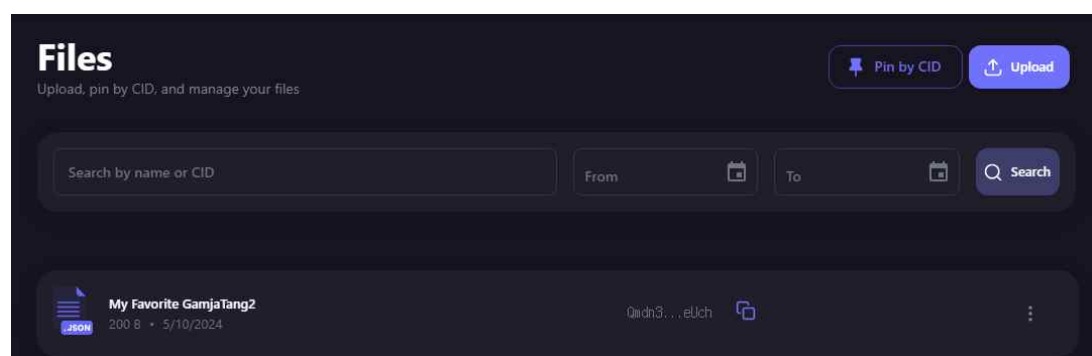 Files
Upload, pin by CID, and manage your files
Pin by CID
Upload
Search by name or CID
From
To
Search
My Favorite GamjaTang2
Qmdn3...eUch
.JSON
200 B • 5/10/2024